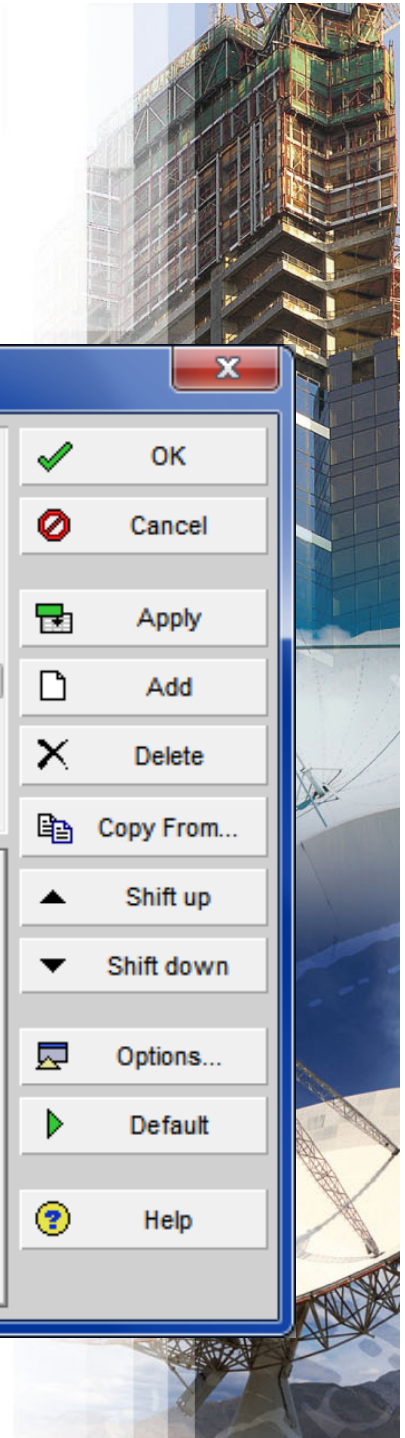 OK
Cancel
Apply
Add
Delete
Copy From...
Shift up
Shift down
Options...
Default
Help